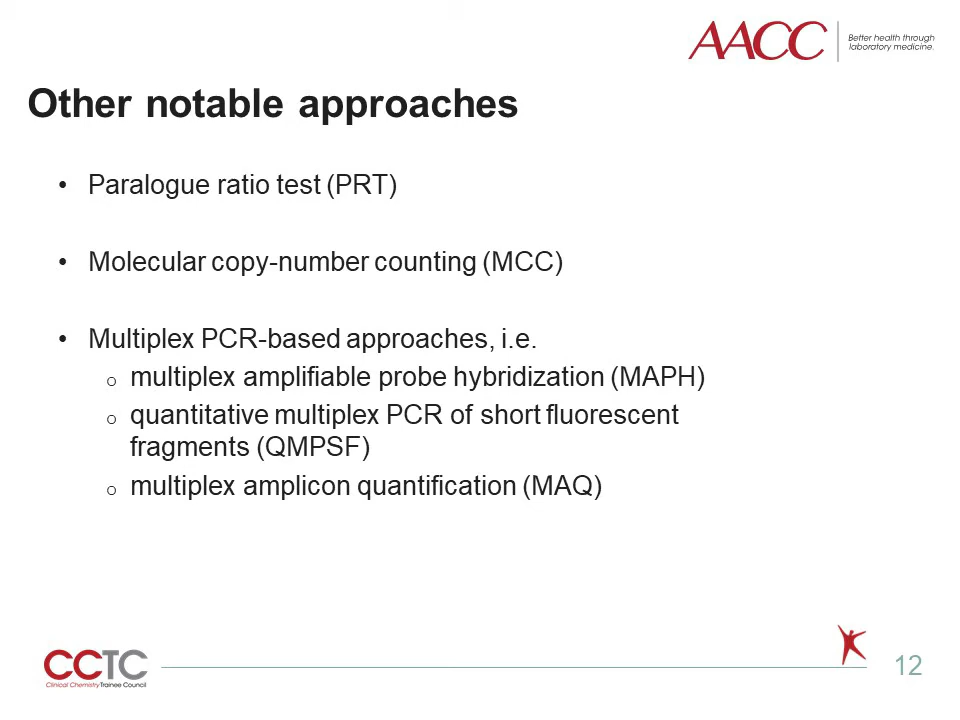 AACC
Better health through
laboratory medicine.
Other notable approaches
• Paralogue ratio test (PRT)
• Molecular copy-number counting (MCC)
• Multiplex PCR-based approaches, i.e.
o multiplex amplifiable probe hybridization (MAPH)
o quantitative multiplex PCR of short fluorescent
fragments (QMPSF)
o multiplex amplicon quantification (MAQ)
CCTC
Clinical Chemistry Trainee Council
12